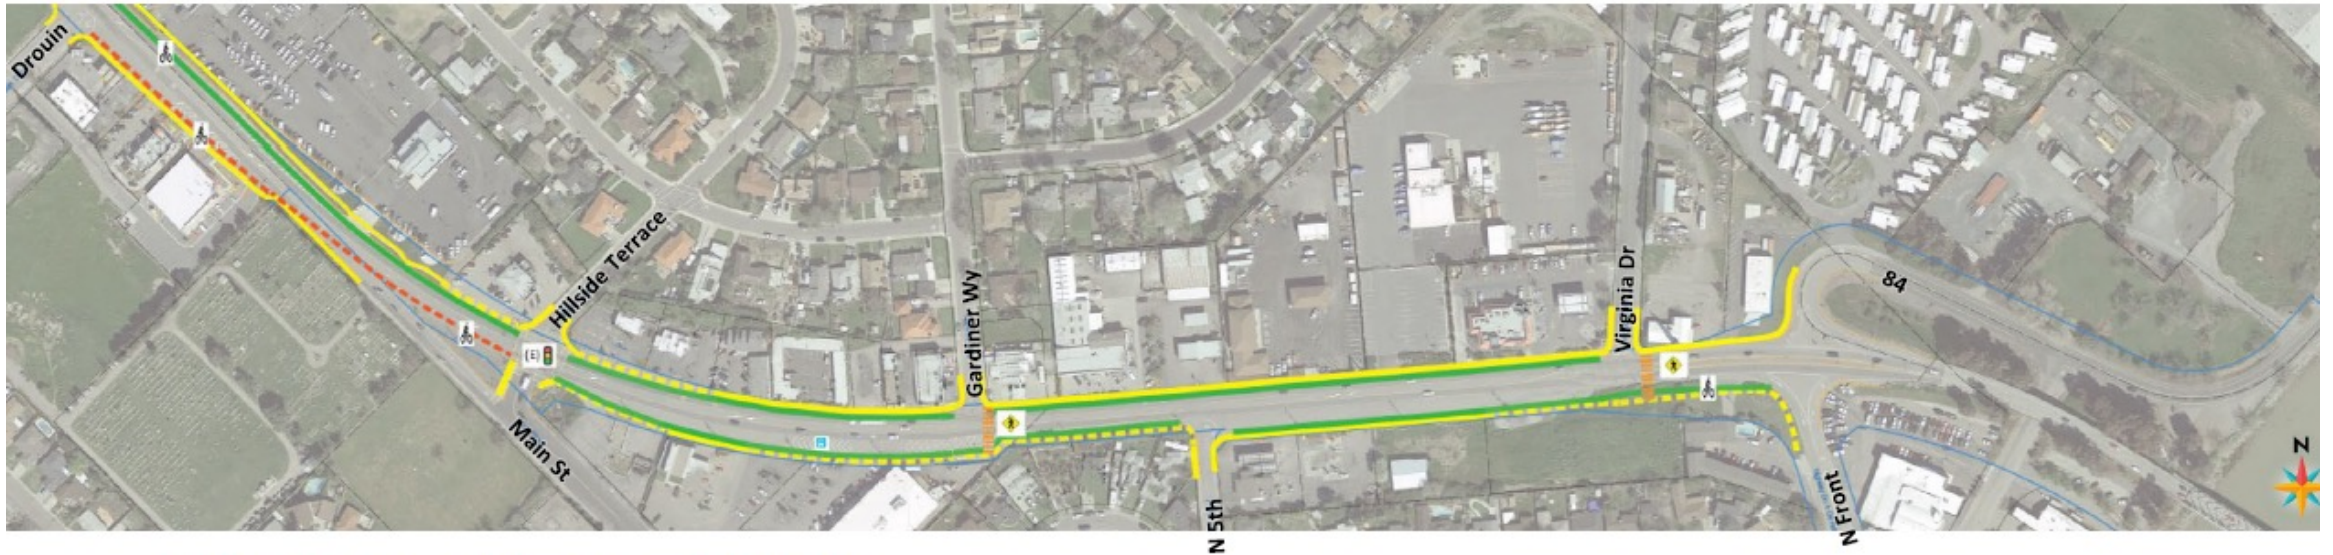 Drouin
Hillside Terrace
(E)
Main St
Gardiner Wy
N 5th
Virginia Dr
84
N Front
N